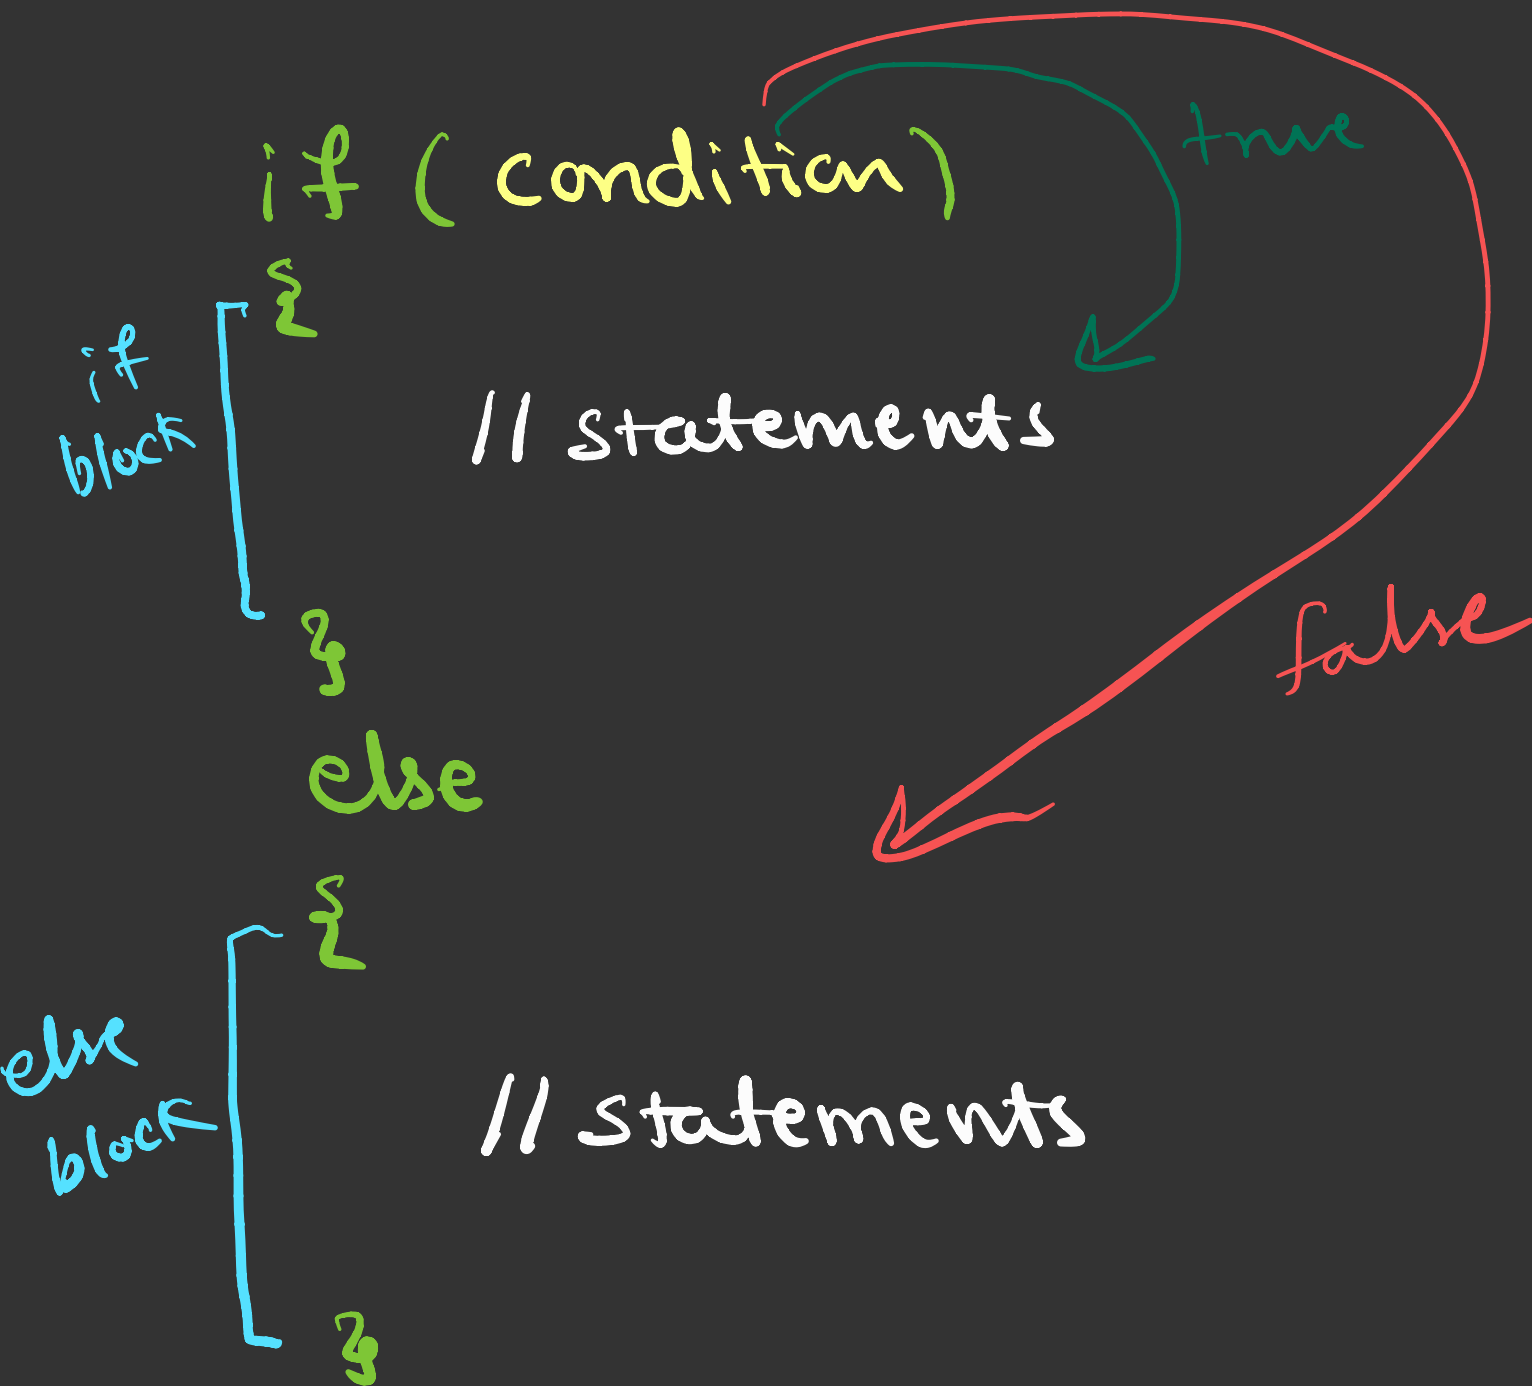 true
if ( condition )
{
if
block
// statements
}
false
else
{
else
block
// statements
}